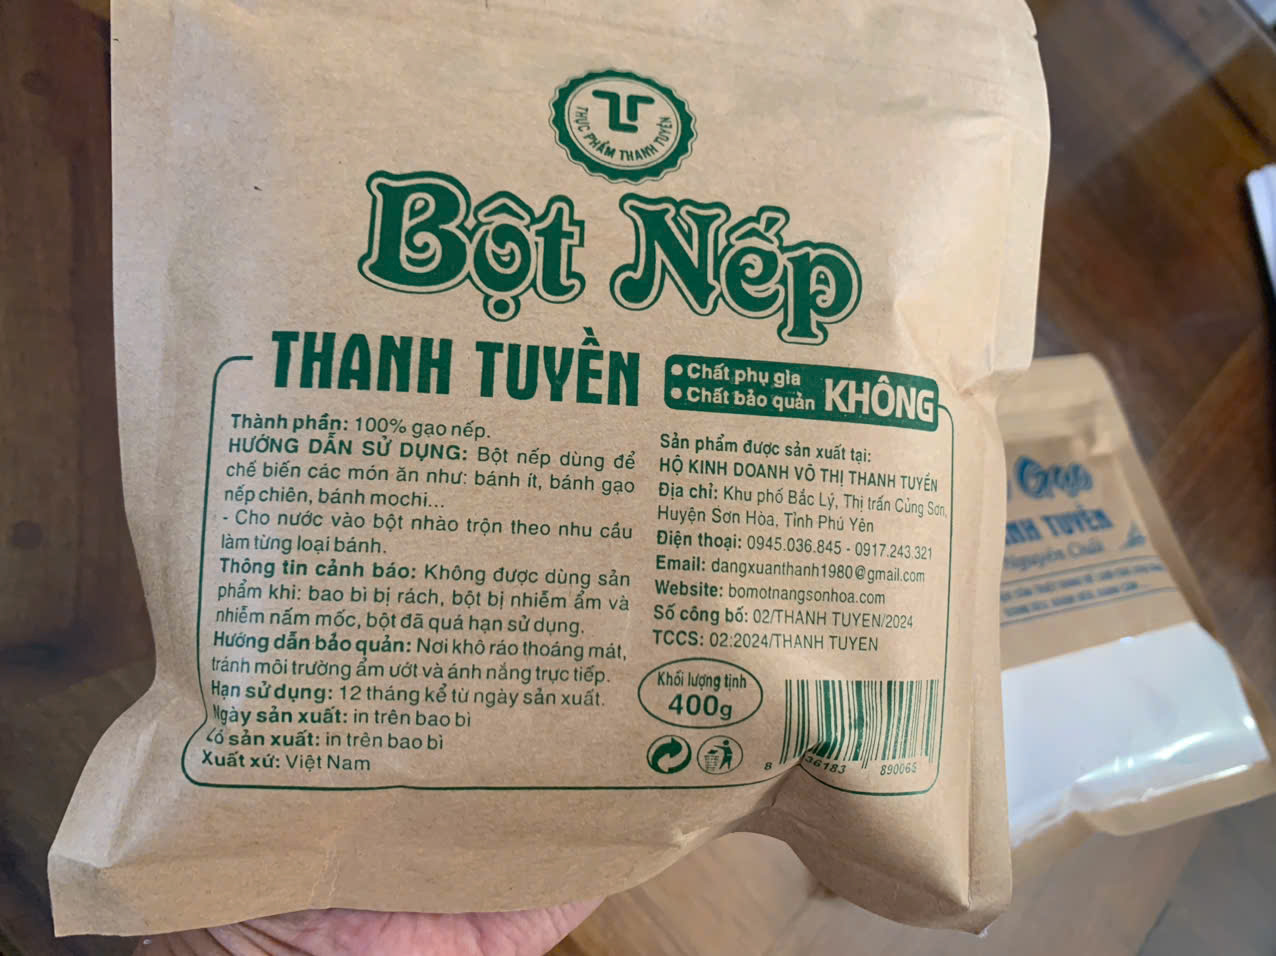 TT
THỰC PHẨM THANH TUYỀN
Bột Nếp
THANH TUYỀN
• Chất phụ gia
• Chất bảo quản
KHÔNG
Thành phần: 100% gạo nếp.
HƯỚNG DẪN SỬ DỤNG: Bột nếp dùng để
chế biến các món ăn như: bánh ít, bánh gạo
nếp chiên, bánh mochi...
- Cho nước vào bột nhào trộn theo nhu cầu
làm từng loại bánh.
Thông tin cảnh báo: Không được dùng sản
phẩm khi: bao bì bị rách, bột bị nhiễm ẩm và
nhiễm nấm mốc, bột đã quá hạn sử dụng.
Hướng dẫn bảo quản: Nơi khô ráo thoáng mát,
tránh môi trường ẩm ướt và ánh nắng trực tiếp.
Hạn sử dụng: 12 tháng kể từ ngày sản xuất.
Ngày sản xuất: in trên bao bì
Lô sản xuất: in trên bao bì
Xuất xứ: Việt Nam
Sản phẩm được sản xuất tại:
HỘ KINH DOANH VÕ THỊ THANH TUYỀN
Địa chỉ: Khu phố Bắc Lý, Thị trấn Củng Sơn,
Huyện Sơn Hòa, Tỉnh Phú Yên
Điện thoại: 0945.036.845 - 0917.243.321
Email: dangxuanthanh1980@gmail.com
Website: bomotnangsonhoa.com
Số công bố: 02/THANH TUYEN/2024
TCCS: 02:2024/THANH TUYEN
Khối lượng tịnh
400g
8 36183 890065
Gạo
ANH TUYỀN
Nguyên Chất